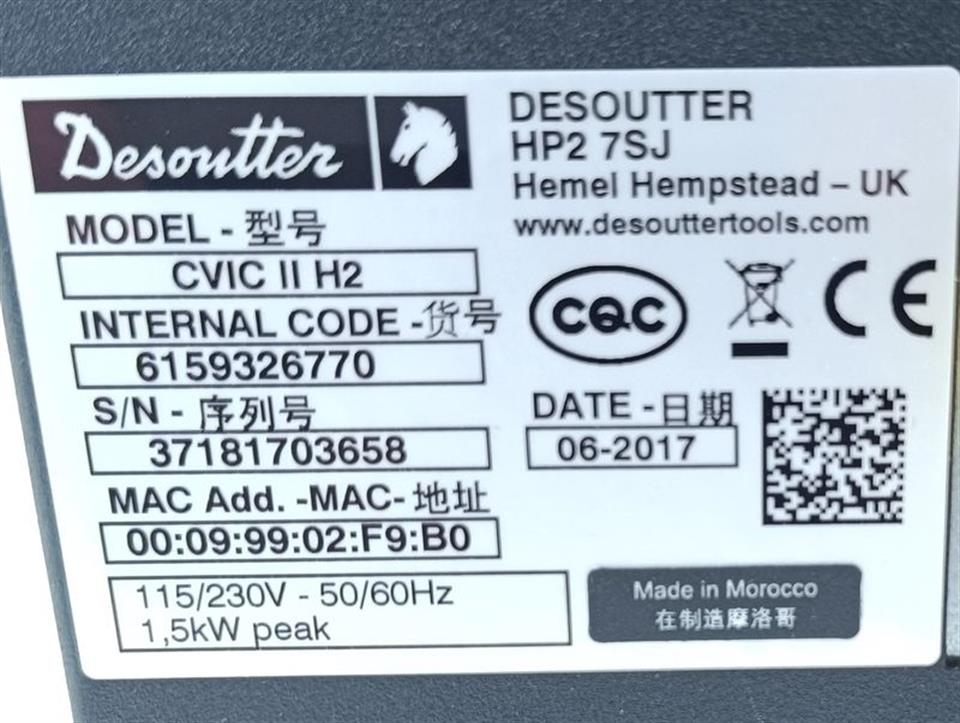 Desoutter
DESOUTTER
HP2 7SJ
Hemel Hempstead – UK
www.desouttertools.com
MODEL - 型号
CVIC II H2
INTERNAL CODE -货号
6159326770
S/N - 序列号
37181703658
MAC Add. -MAC-地址
00:09:99:02:F9:B0
115/230V - 50/60Hz
1,5kW peak
CQC
CE
DATE -日期
06-2017
Made in Morocco
在制造摩洛哥